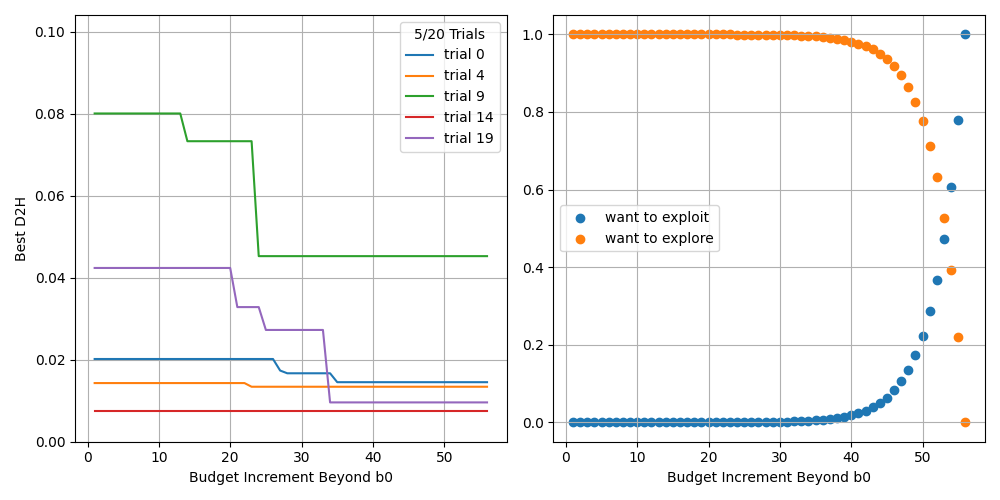 0.10
0.08
0.06
0.04
0.02
0.00
Best D2H
0 10 20 30 40 50
Budget Increment Beyond b0
5/20 Trials
trial 0
trial 4
trial 9
trial 14
trial 19
1.0
0.8
0.6
0.4
0.2
0.0
0 10 20 30 40 50
Budget Increment Beyond b0
want to exploit
want to explore